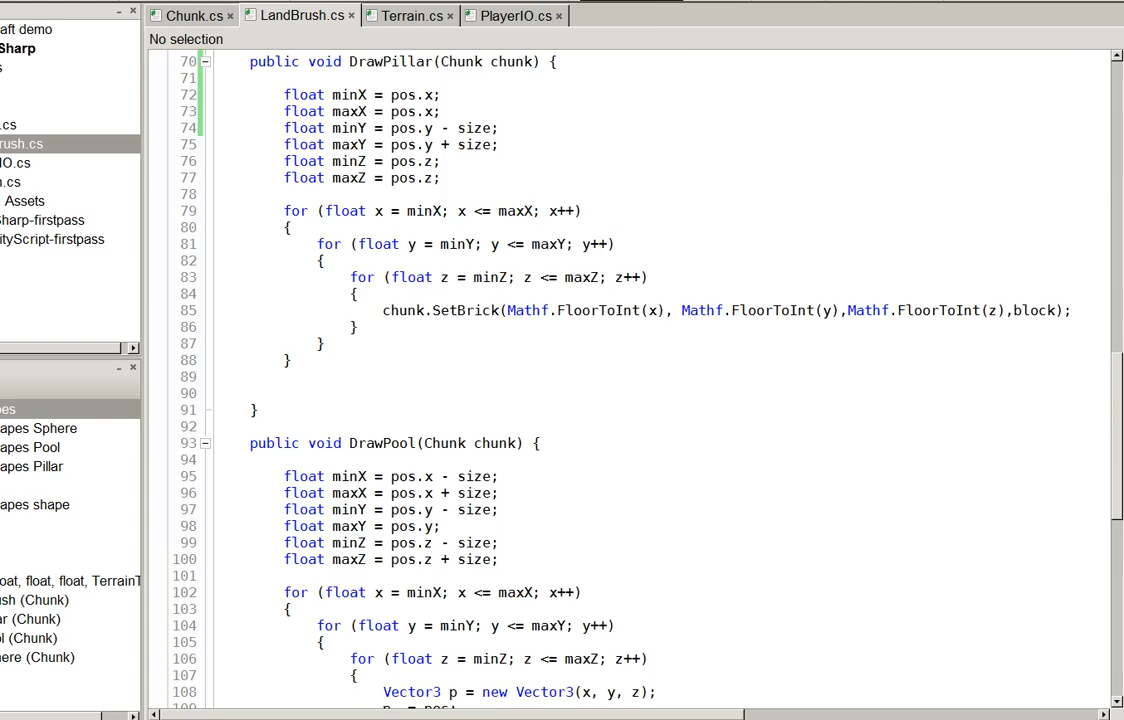 Chunk.cs × LandBrush.cs × Terrain.cs × PlayerIO.cs ×
No selection
aft demo
Sharp
s
.cs
rush.cs
IO.cs
n.cs
Assets
Sharp-firstpass
ityScript-firstpass
pes
apes Sphere
apes Pool
apes Pillar
apes shape
oat, float, float, TerrainT
ush (Chunk)
ar (Chunk)
ol (Chunk)
here (Chunk)
70 public void DrawPillar(Chunk chunk) {
71
72 float minX = pos.x;
73 float maxX = pos.x;
74 float minY = pos.y - size;
75 float maxY = pos.y + size;
76 float minZ = pos.z;
77 float maxZ = pos.z;
78
79 for (float x = minX; x <= maxX; x++)
80 {
81 for (float y = minY; y <= maxY; y++)
82 {
83 for (float z = minZ; z <= maxZ; z++)
84 {
85 chunk.SetBrick(Mathf.FloorToInt(x), Mathf.FloorToInt(y),Mathf.FloorToInt(z),block);
86 }
87 }
88 }
89
90
91 }
92
93 public void DrawPool(Chunk chunk) {
94
95 float minX = pos.x - size;
96 float maxX = pos.x + size;
97 float minY = pos.y - size;
98 float maxY = pos.y;
99 float minZ = pos.z - size;
100 float maxZ = pos.z + size;
101
102 for (float x = minX; x <= maxX; x++)
103 {
104 for (float y = minY; y <= maxY; y++)
105 {
106 for (float z = minZ; z <= maxZ; z++)
107 {
108 Vector3 p = new Vector3(x, y, z);